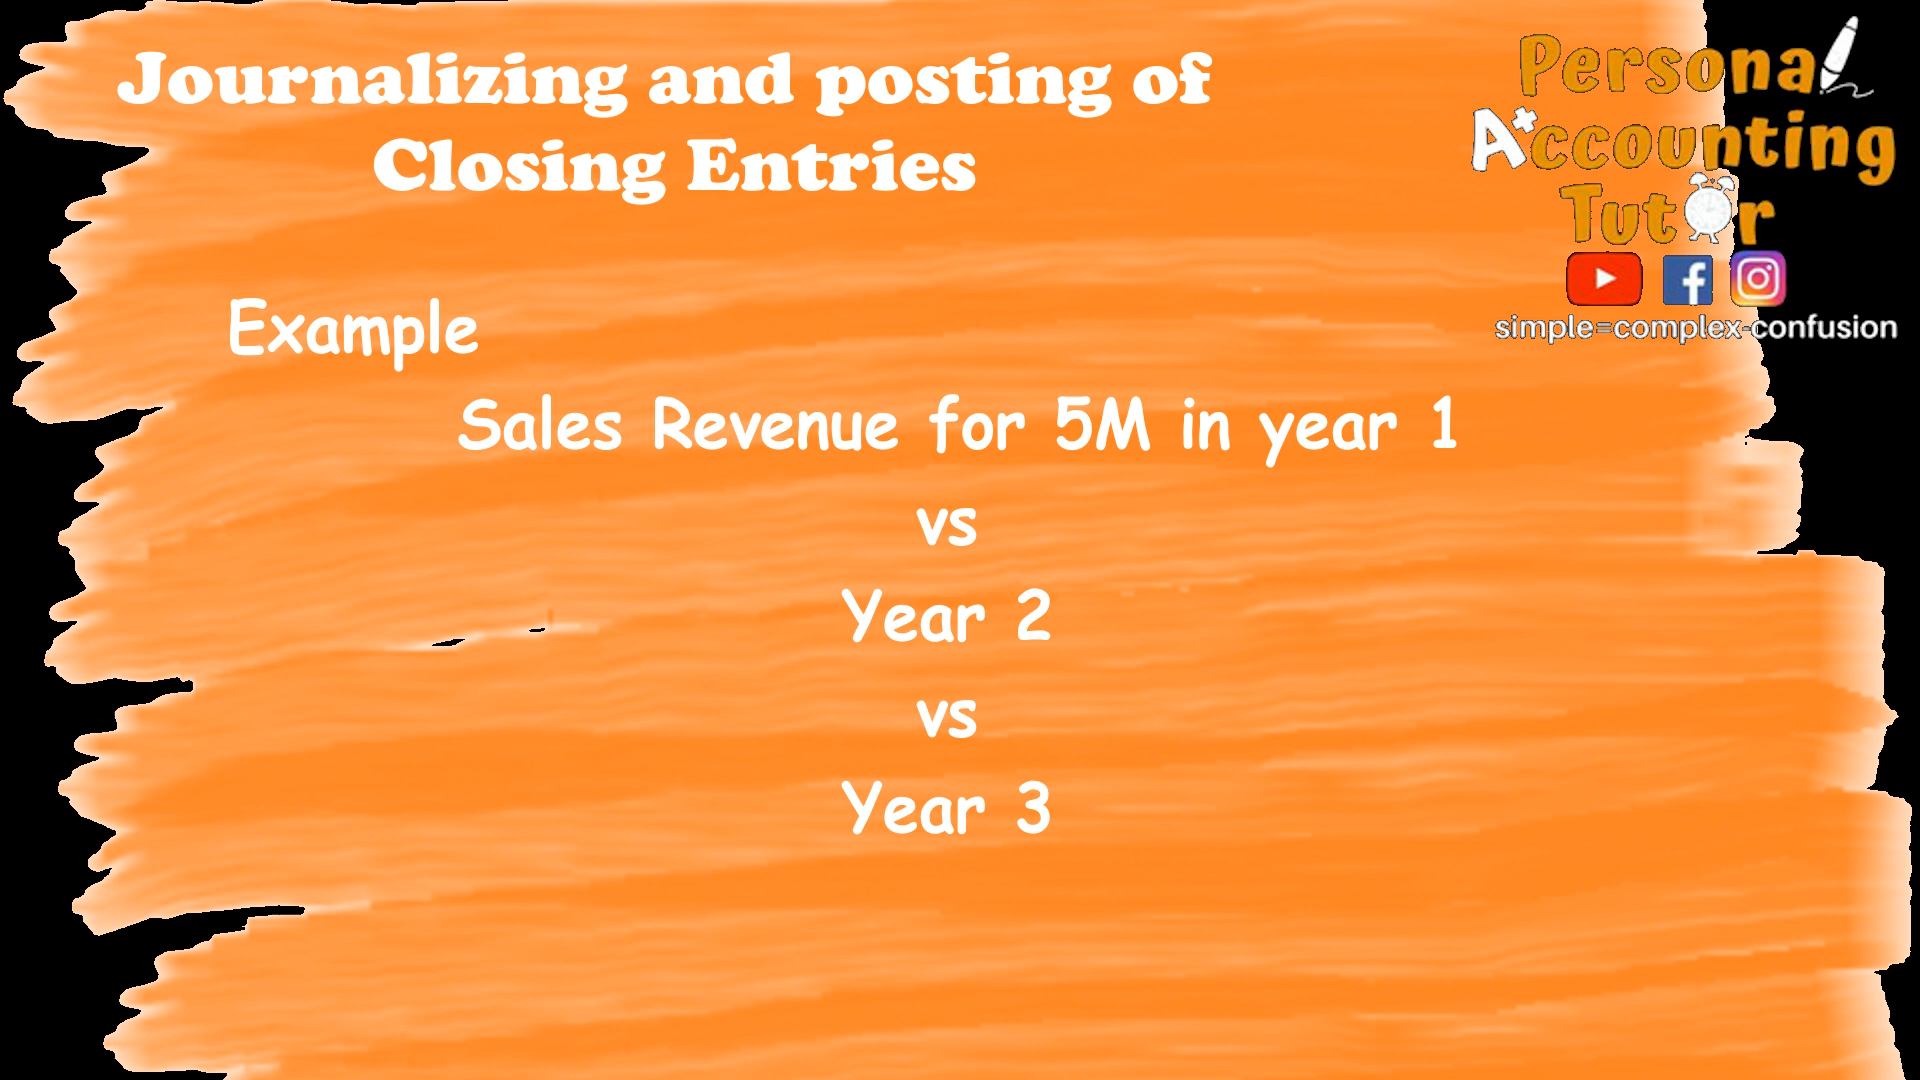 Journalizing and posting of
Closing Entries
Personal
A+ccounting
Tutor
simple=complex-confusion
Example
Sales Revenue for 5M in year 1
vs
Year 2
vs
Year 3